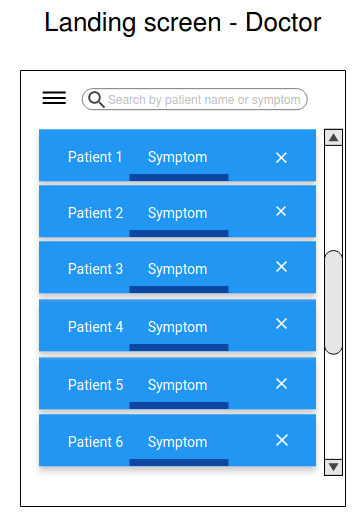 Landing screen - Doctor
Search by patient name or symptom
Patient 1 Symptom
Patient 2 Symptom
Patient 3 Symptom
Patient 4 Symptom
Patient 5 Symptom
Patient 6 Symptom